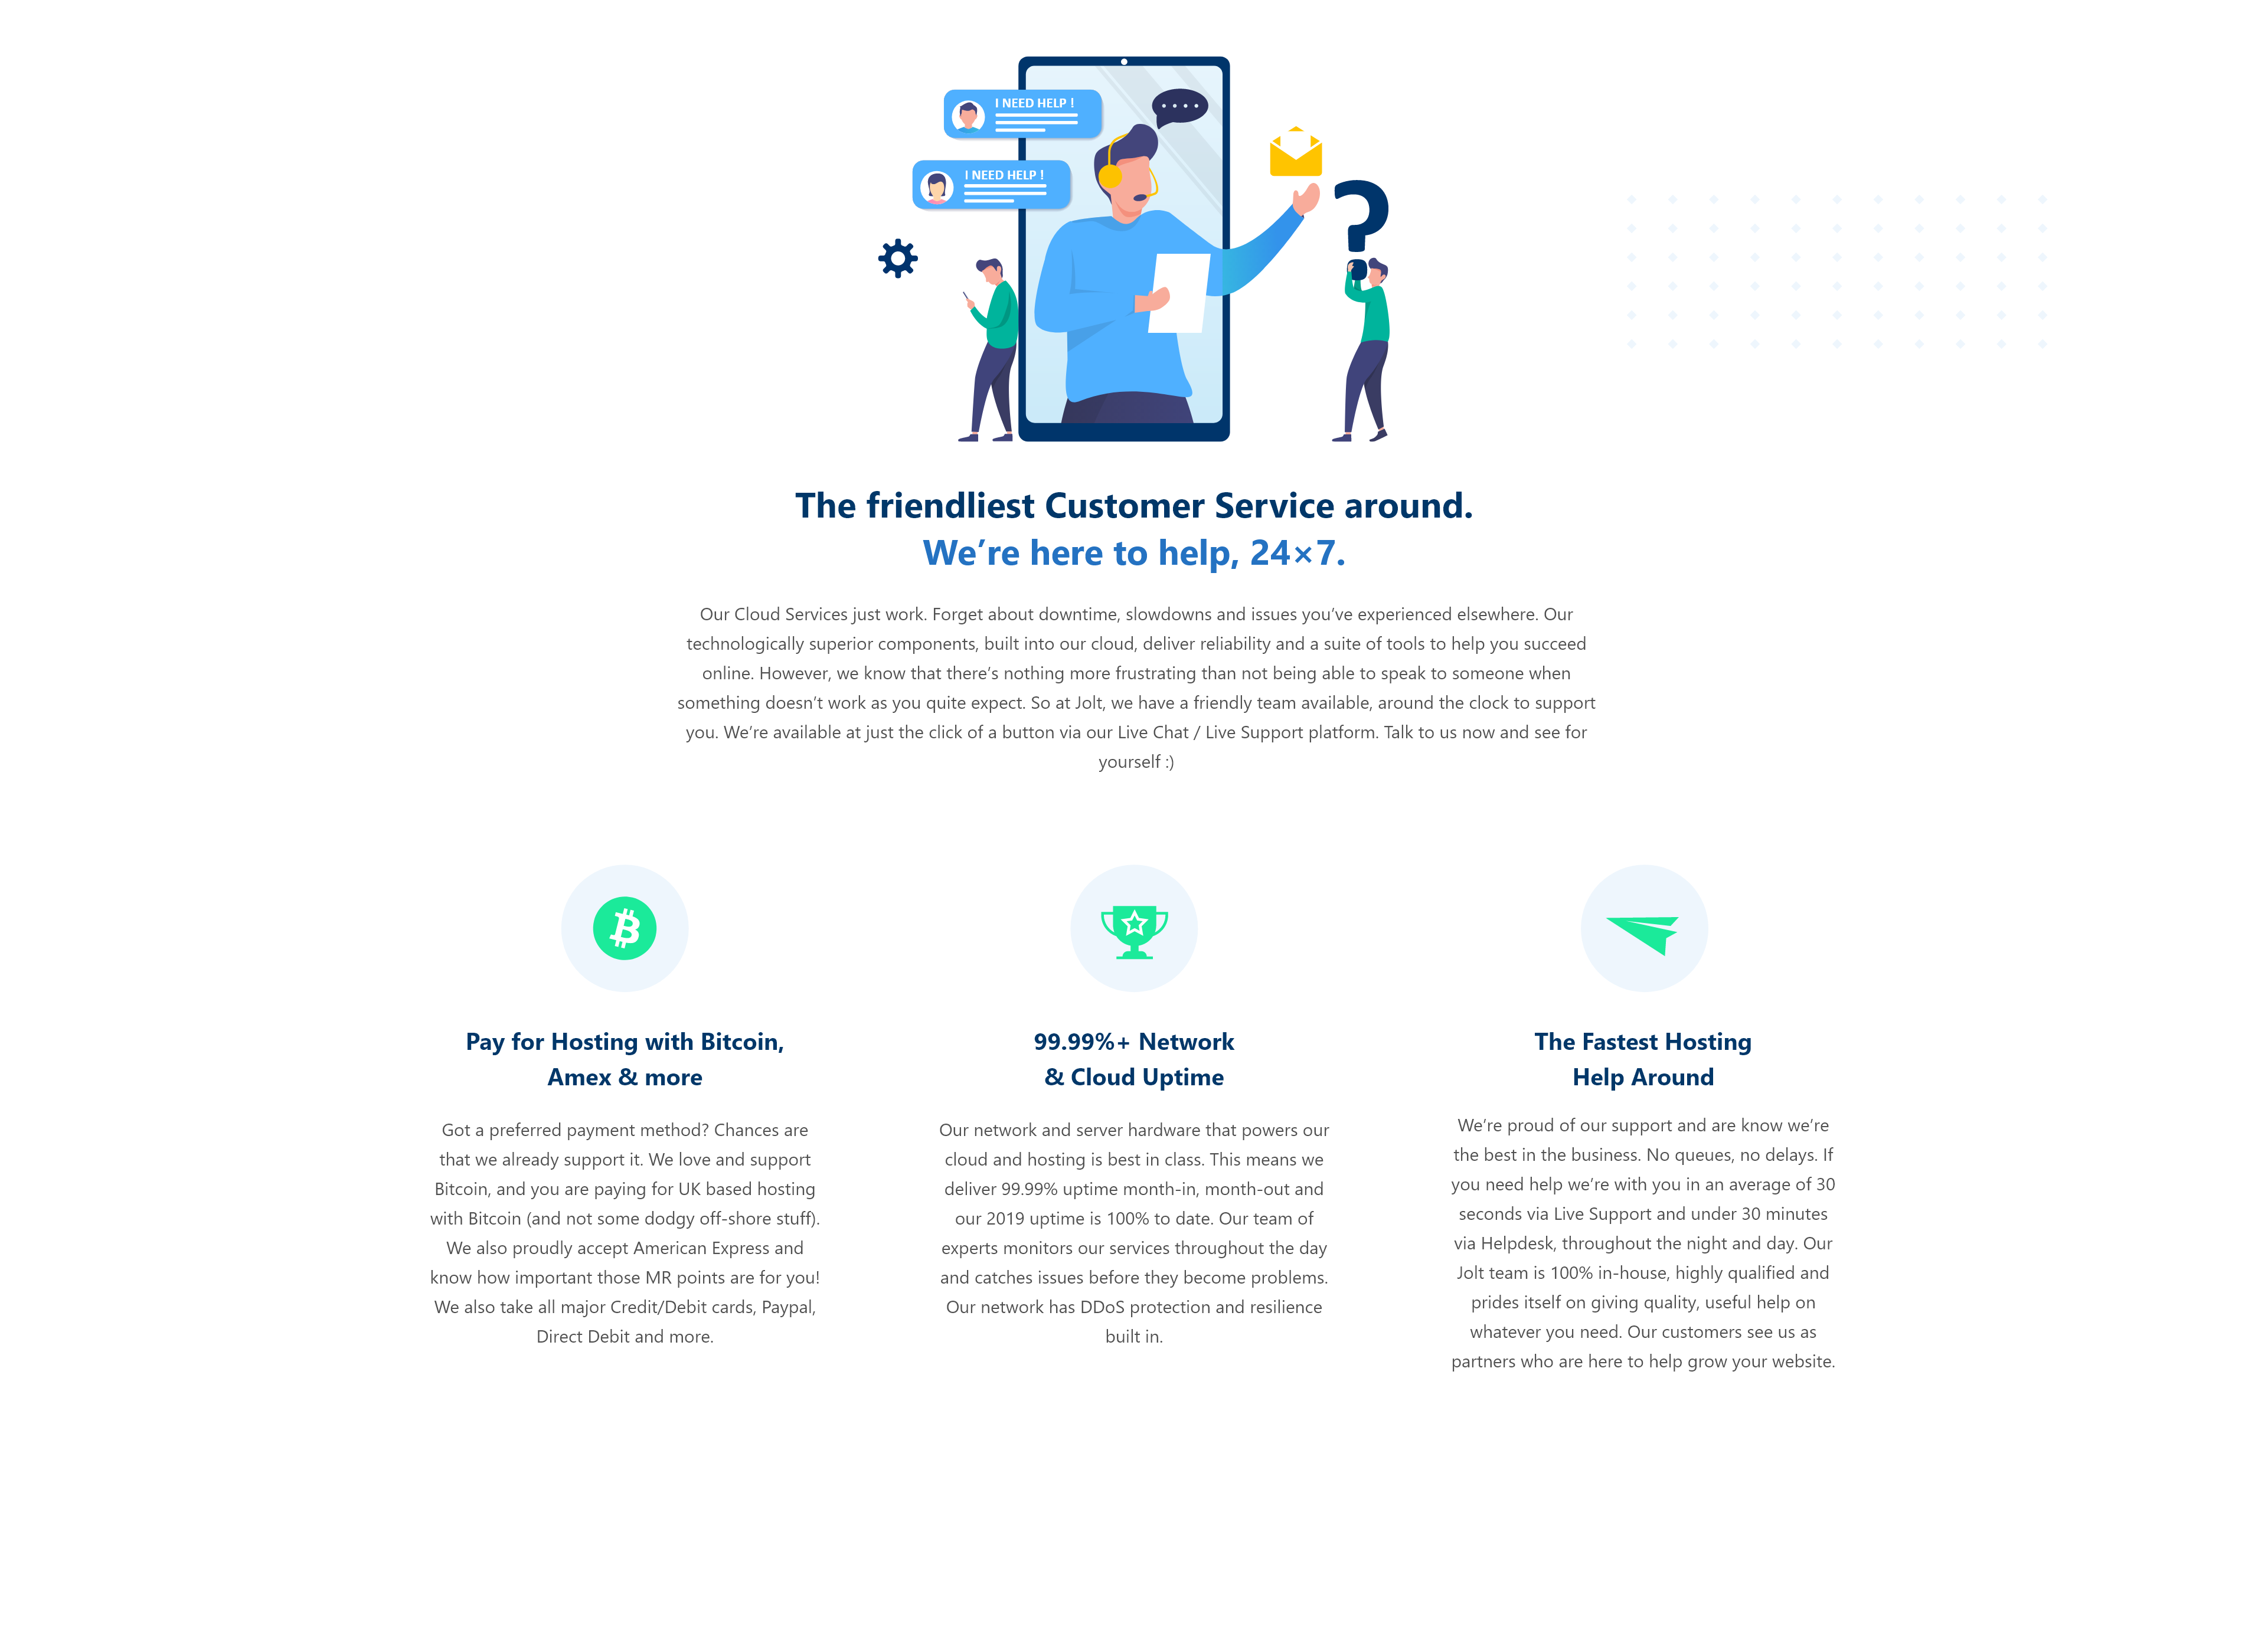 I NEED HELP !
I NEED HELP !
The friendliest Customer Service around.
We’re here to help, 24×7.
Our Cloud Services just work. Forget about downtime, slowdowns and issues you’ve experienced elsewhere. Our
technologically superior components, built into our cloud, deliver reliability and a suite of tools to help you succeed
online. However, we know that there’s nothing more frustrating than not being able to speak to someone when
something doesn’t work as you quite expect. So at Jolt, we have a friendly team available, around the clock to support
you. We’re available at just the click of a button via our Live Chat / Live Support platform. Talk to us now and see for
yourself :)
Pay for Hosting with Bitcoin,
Amex & more
Got a preferred payment method? Chances are
that we already support it. We love and support
Bitcoin, and you are paying for UK based hosting
with Bitcoin (and not some dodgy off-shore stuff).
We also proudly accept American Express and
know how important those MR points are for you!
We also take all major Credit/Debit cards, Paypal,
Direct Debit and more.
99.99%+ Network
& Cloud Uptime
Our network and server hardware that powers our
cloud and hosting is best in class. This means we
deliver 99.99% uptime month-in, month-out and
our 2019 uptime is 100% to date. Our team of
experts monitors our services throughout the day
and catches issues before they become problems.
Our network has DDoS protection and resilience
built in.
The Fastest Hosting
Help Around
We’re proud of our support and are know we’re
the best in the business. No queues, no delays. If
you need help we’re with you in an average of 30
seconds via Live Support and under 30 minutes
via Helpdesk, throughout the night and day. Our
Jolt team is 100% in-house, highly qualified and
prides itself on giving quality, useful help on
whatever you need. Our customers see us as
partners who are here to help grow your website.